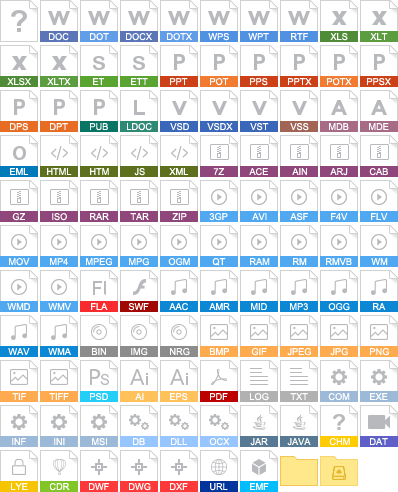 ? W W W W W W W X X
DOC DOT DOCX DOTX WPS WPT RTF XLS XLT
X X S S P P P P P P
XLSX XLTX ET ETT PPT POT PPS PPTX POTX PPSX
P P P L V V V V A A
DPS DPT PUB LDOC VSD VSDX VST VSS MDB MDE
O </> </> </> </>
EML HTML HTM JS XML 7Z ACE AIN ARJ CAB
GZ ISO RAR TAR ZIP 3GP AVI ASF F4V FLV
MOV MP4 MPEG MPG OGM QT RAM RM RMVB WM
Fl
WMD WMV FLA SWF AAC AMR MID MP3 OGG RA
WAV WMA BIN IMG NRG BMP GIF JPEG JPG PNG
Ps Ai Ai
TIF TIFF PSD AI EPS PDF LOG TXT COM EXE
?
INF INI MSI DB DLL OCX JAR JAVA CHM DAT
LYE CDR DWF DWG DXF URL EMF